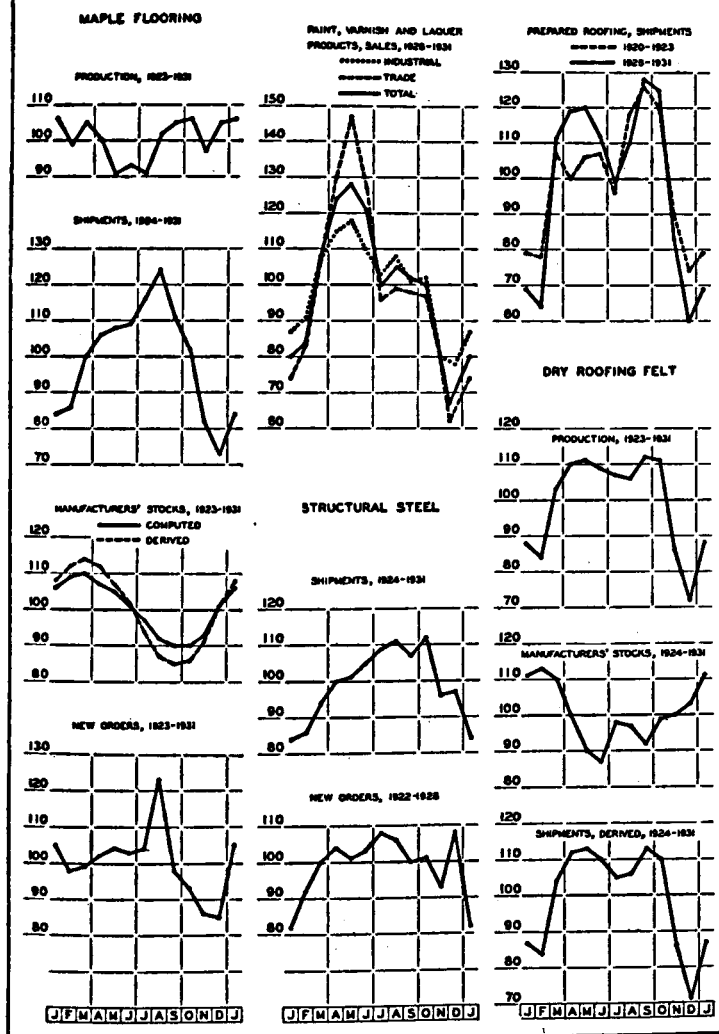 MAPLE FLOORING
PRODUCTION, 1923-1931
110
100
90
SHIPMENTS, 1924-1931
130
120
110
100
90
80
70
MANUFACTURERS' STOCKS, 1923-1931
COMPUTED
DERIVED
120
110
100
90
80
NEW ORDERS, 1923-1931
130
120
110
100
90
80
J F M A M J J A S O N D J
PAINT, VARNISH AND LAQUER
PRODUCTS, SALES, 1928-1931
INDUSTRIAL
TRADE
TOTAL
150
140
130
120
110
100
90
80
70
60
STRUCTURAL STEEL
SHIPMENTS, 1924-1931
120
110
100
90
80
NEW ORDERS, 1922-1928
110
100
90
80
J F M A M J J A S O N D J
PREPARED ROOFING, SHIPMENTS
1920-1923
1929-1931
130
120
110
100
90
80
70
60
DRY ROOFING FELT
PRODUCTION, 1923-1931
120
110
100
90
80
70
MANUFACTURERS' STOCKS, 1924-1931
120
110
100
90
80
SHIPMENTS, DERIVED, 1924-1931
120
110
100
90
80
70
J F M A M J J A S O N D J